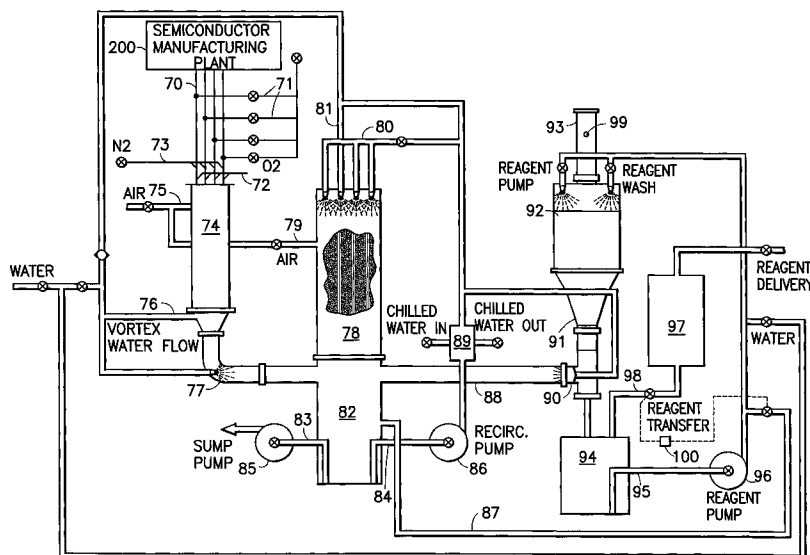 SEMICONDUCTOR
MANUFACTURING
PLANT
200
70
71
81
80
73
N2
O2
72
75
AIR
74
79
AIR
93
99
REAGENT
PUMP
REAGENT
WASH
92
WATER
76
VORTEX
WATER FLOW
77
78
CHILLED
WATER IN
CHILLED
WATER OUT
89
91
97
REAGENT
DELIVERY
WATER
98
88
90
REAGENT
TRANSFER
100
82
83
SUMP
PUMP
85
84
RECIRC.
PUMP
86
94
95
96
REAGENT
PUMP
87